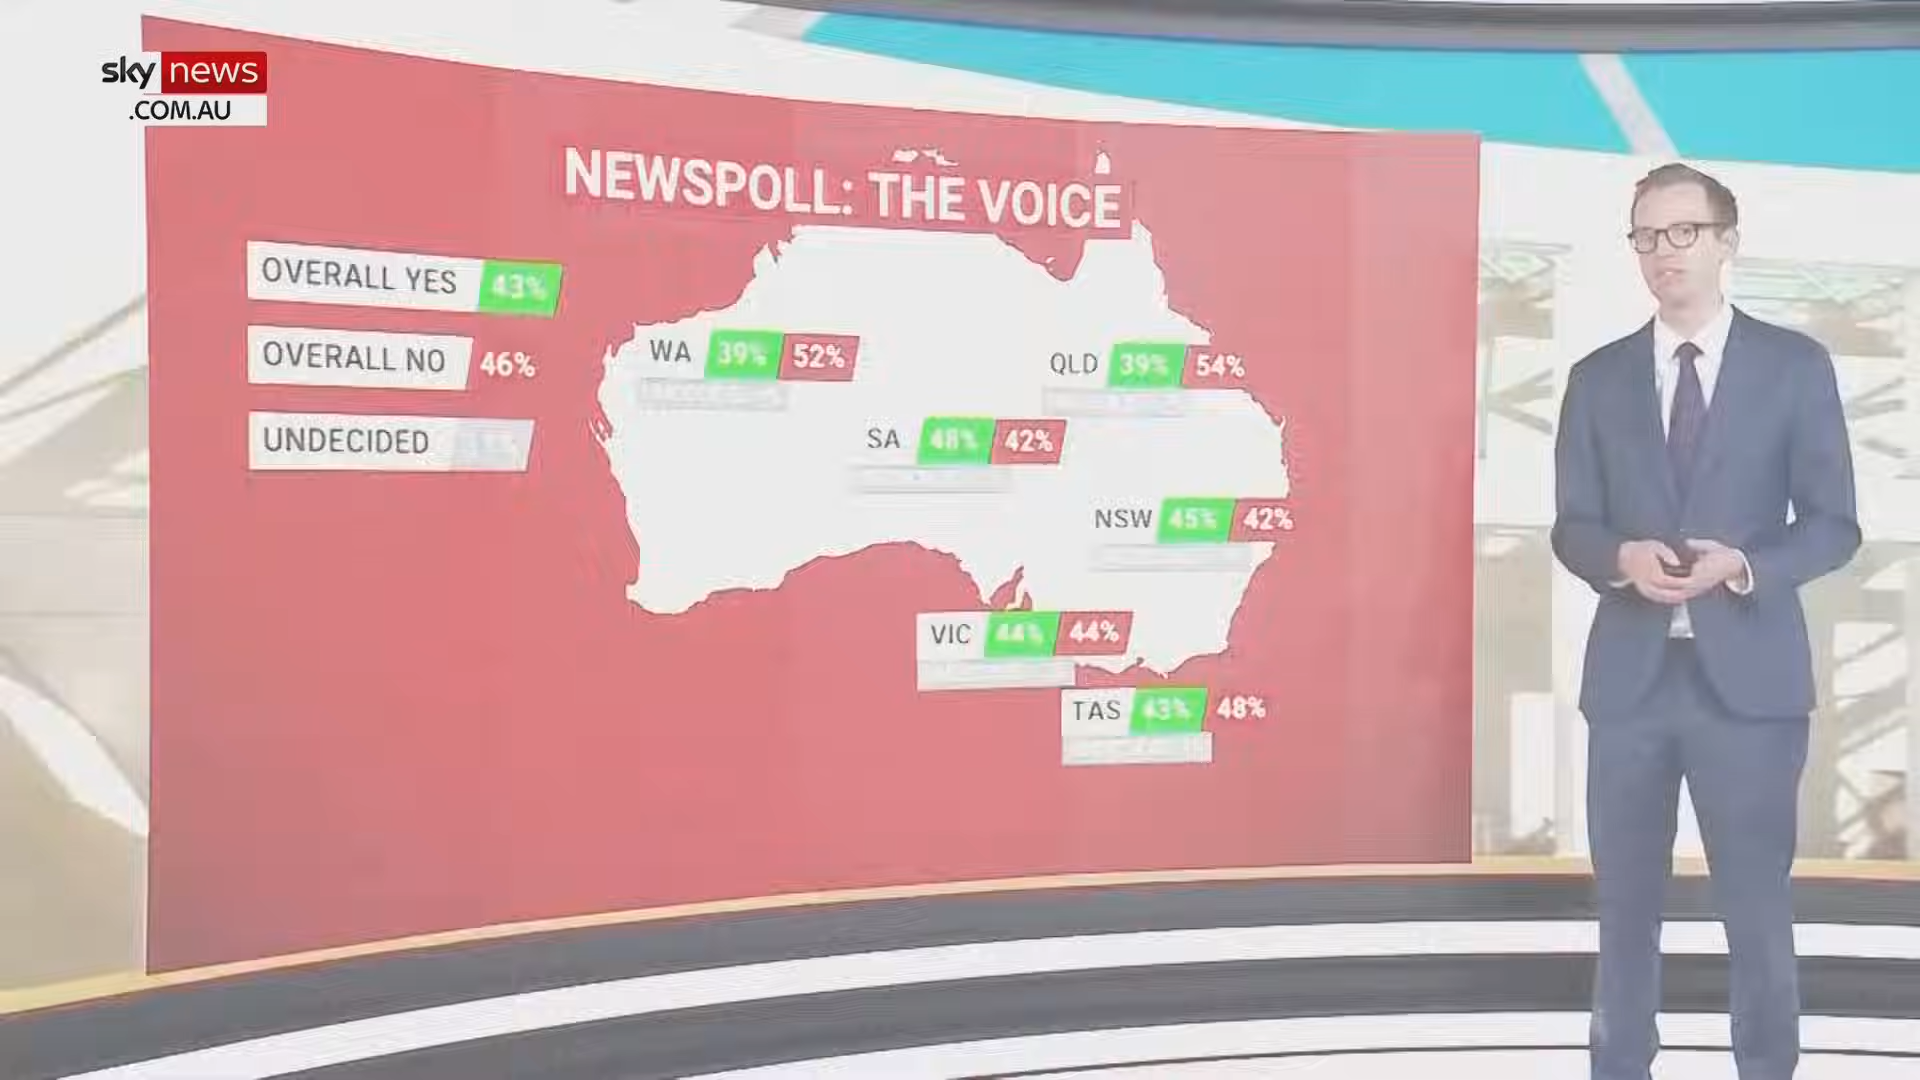 sky news
.COM.AU
NEWSPOLL: THE VOICE
OVERALL YES 43%
OVERALL NO 46%
UNDECIDED
WA 39% 52%
QLD 39% 54%
SA 48% 42%
NSW 45% 42%
VIC 44% 44%
TAS 43% 48%